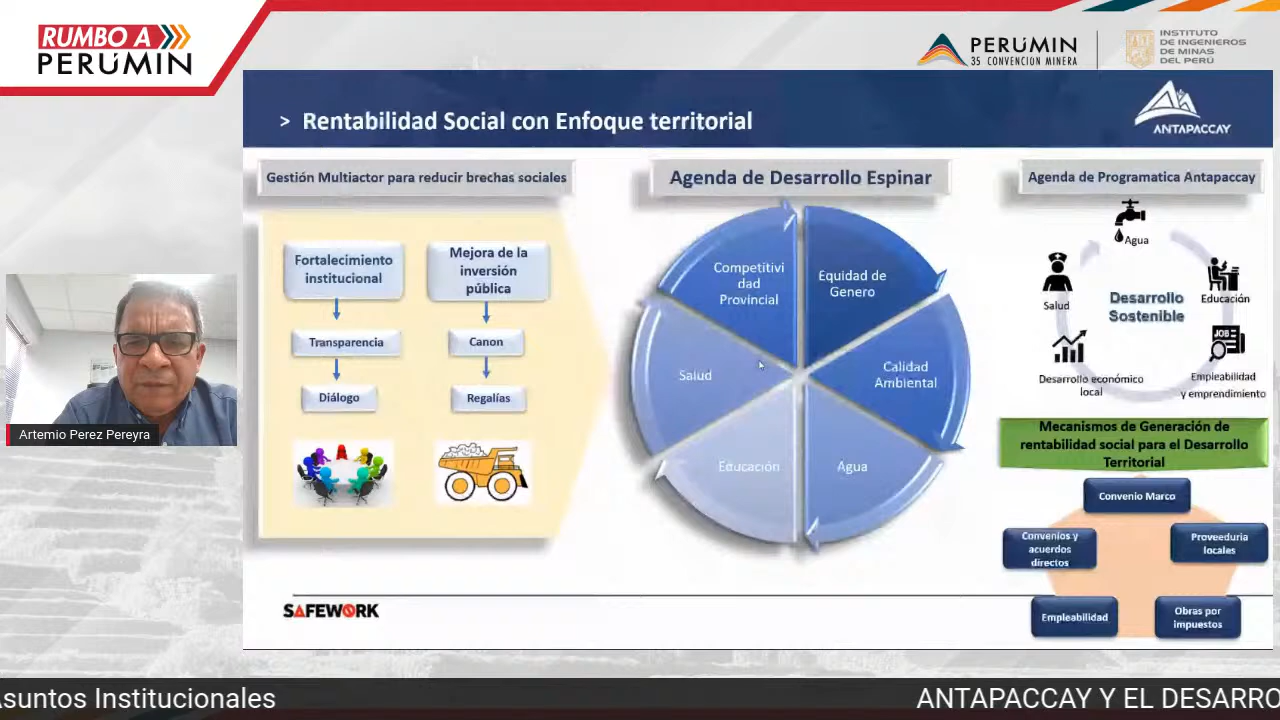 RUMBO A
PERÚMIN
PERÚMIN
35 CONVENCIÓN MINERA
INSTITUTO
DE INGENIEROS
DE MINAS
DEL PERÚ
> Rentabilidad Social con Enfoque territorial
ANTAPACCAY
Gestión Multiactor para reducir brechas sociales
Fortalecimiento
institucional
Transparencia
Diálogo
Mejora de la
inversión
pública
Canon
Regalías
Agenda de Desarrollo Espinar
Competitivi
dad
Provincial
Equidad de
Genero
Salud
Calidad
Ambiental
Educación
Agua
Agenda de Programatica Antapaccay
Agua
Salud
Educación
Desarrollo
Sostenible
JOB
Desarrollo económico
local
Empleabilidad
y emprendimiento
Mecanismos de Generación de
rentabilidad social para el Desarrollo
Territorial
Convenio Marco
Convenios y
acuerdos
directos
Proveeduria
locales
Empleabilidad
Obras por
impuestos
SAFEWORK
Artemio Perez Pereyra
Asuntos Institucionales
ANTAPACCAY Y EL DESARRO